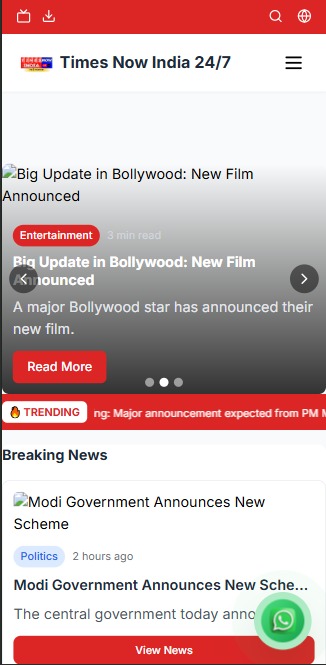 Times Now India 24/7
Big Update in Bollywood: New Film
Announced
Entertainment 3 min read
Big Update in Bollywood: New Film
Announced
A major Bollywood star has announced their
new film.
Read More
TRENDING ng: Major announcement expected from PM M
Breaking News
Modi Government Announces New
Scheme
Politics 2 hours ago
Modi Government Announces New Sche...
The central government today anno
View News